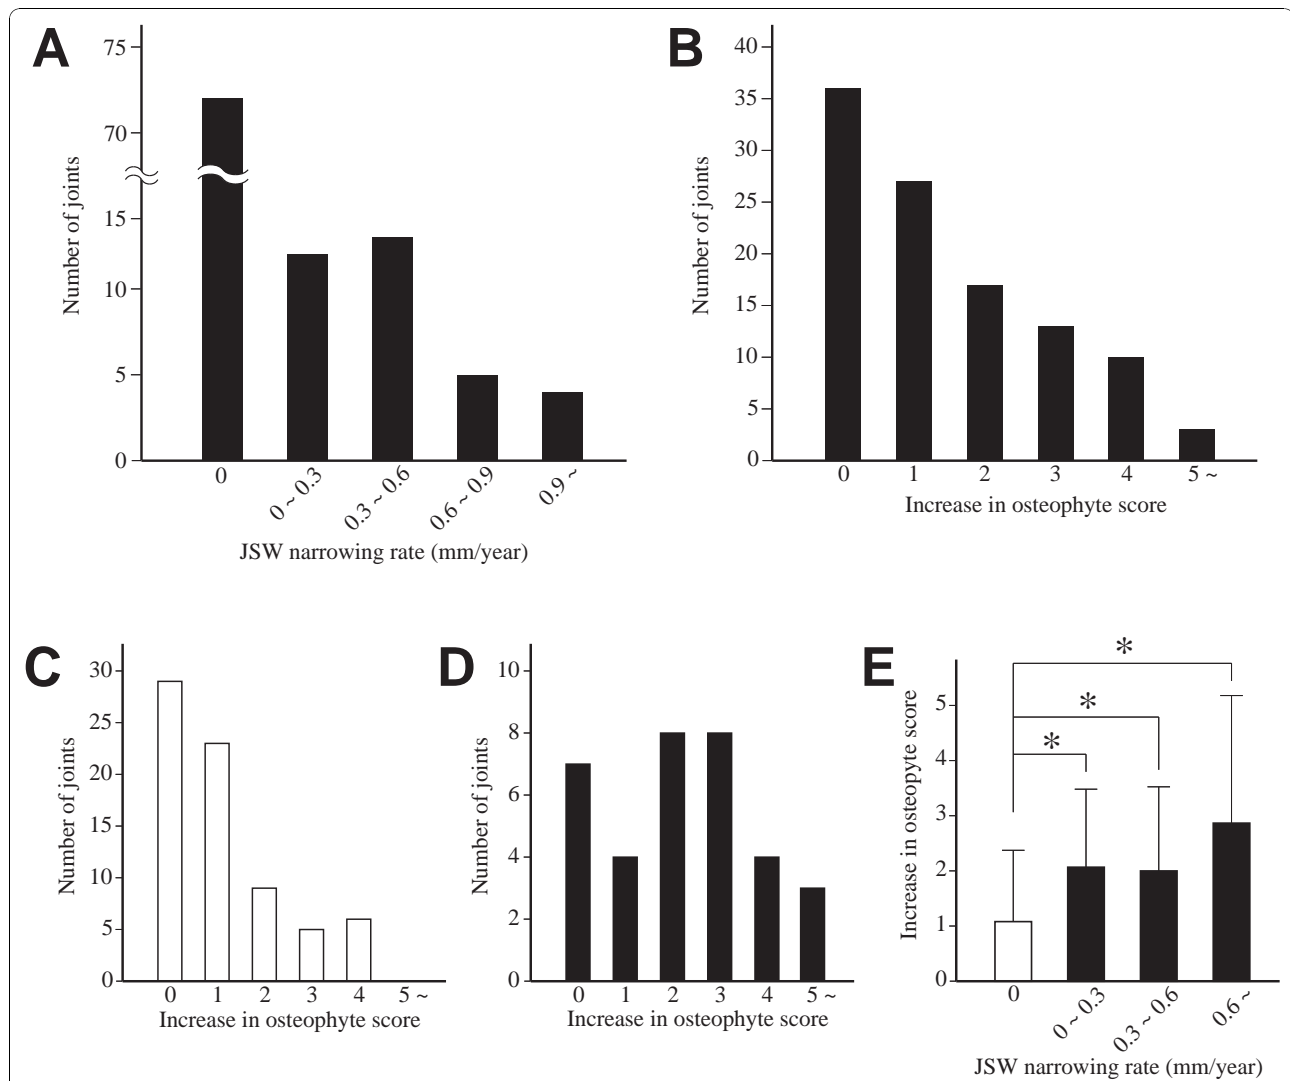 A
75
70
15
10
5
0
Number of joints
0
0 ~ 0.3
0.3 ~ 0.6
0.6 ~ 0.9
0.9 ~
JSW narrowing rate (mm/year)
B
40
35
30
25
20
15
10
5
0
Number of joints
0 1 2 3 4 5 ~
Increase in osteophyte score
C
30
25
20
15
10
5
0
Number of joints
0 1 2 3 4 5 ~
Increase in osteophyte score
D
10
8
6
4
2
0
Number of joints
0 1 2 3 4 5 ~
Increase in osteophyte score
E
*
*
*
5
4
3
2
1
0
Increase in osteopyte score
0
0 ~ 0.3
0.3 ~ 0.6
0.6 ~
JSW narrowing rate (mm/year)